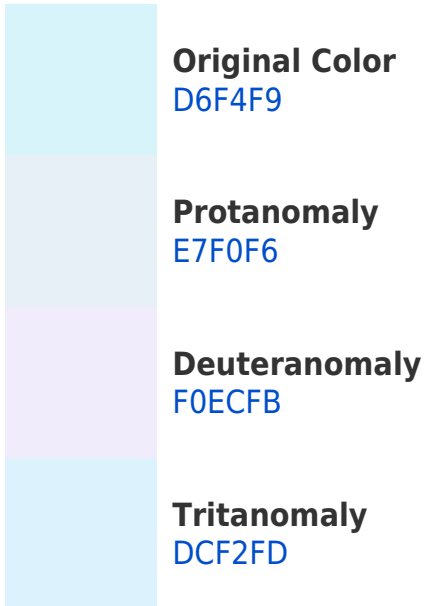 Original Color
D6F4F9
Protanomaly
E7F0F6
Deuteranomaly
F0ECFB
Tritanomaly
DCF2FD